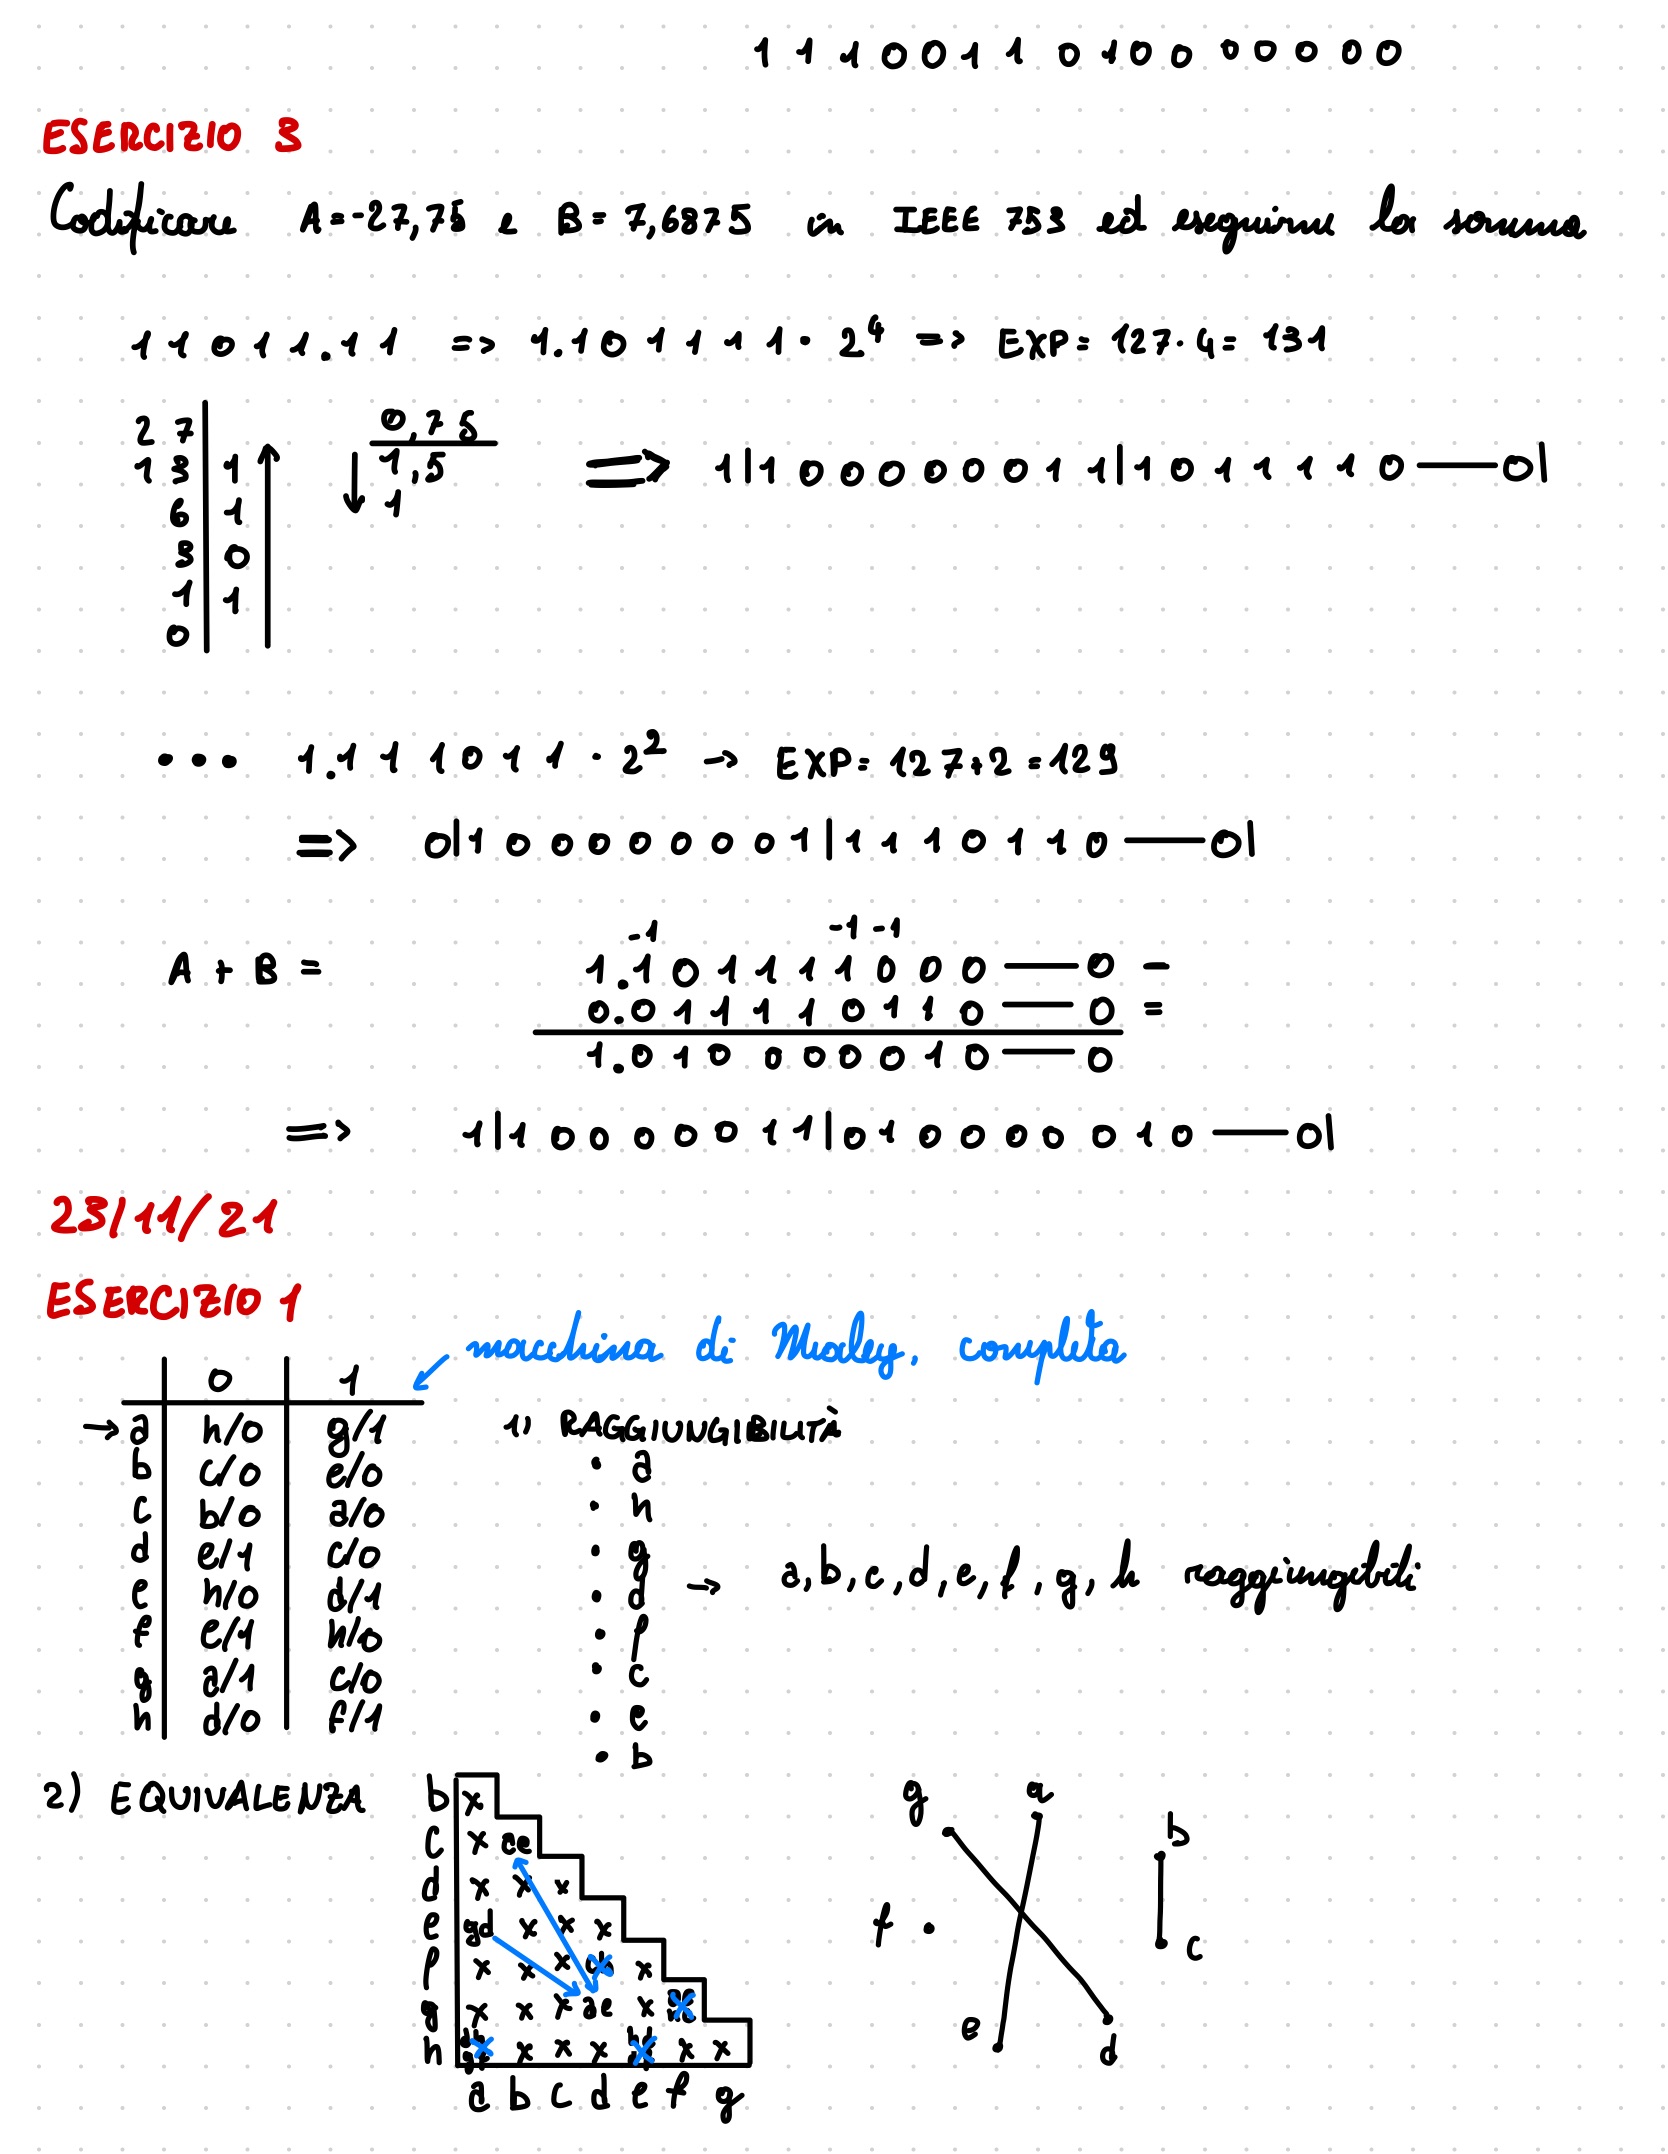 1 1 1 0 0 1 1 0 1 0 0 0 0 0 0 0
ESERCIZIO 3
Codificare A=-27,75 e B= 7,6875 in IEEE 753 ed eseguirne la somma
1 1 0 1 1.1 1 => 1.1 0 1 1 1 1 · 2⁴ => EXP= 127· 4= 131
2 7
1 3 1
6 1
3 0
1 1
0
0,75
1,5
1
=> 1|1 0 0 0 0 0 0 1 1|1 0 1 1 1 1 0 — 0|
... 1.1 1 1 0 1 1 · 2² -> EXP= 127+2 =129
=> 0|1 0 0 0 0 0 0 0 1|1 1 1 0 1 1 0 — 0|
-1 -1 -1
A + B = 1.1 0 1 1 1 1 0 0 0 — 0 -
0.0 1 1 1 1 0 1 1 0 — 0 =
1.0 1 0 0 0 0 0 1 0 — 0
=> 1|1 0 0 0 0 0 1 1|0 1 0 0 0 0 0 1 0 — 0|
23/11/21
ESERCIZIO 1
macchina di Mealey, completa
0 1
-> a h/0 g/1
b c/0 e/0
c b/0 a/0
d e/1 c/0
e h/0 d/1
f e/1 h/0
g a/1 c/0
h d/0 f/1
1) RAGGIUNGIBILITÀ
• a
• h
• g
• d
• f
• c
• e
• b
-> a, b, c, d, e, f, g, h raggiungibili
2) EQUIVALENZA
b x
c x ae
d x x x
e gd x x x
f x x x x x
g x x x ae x x
h x x x x x x x
a b c d e f g
g a
b
f .
c
e d